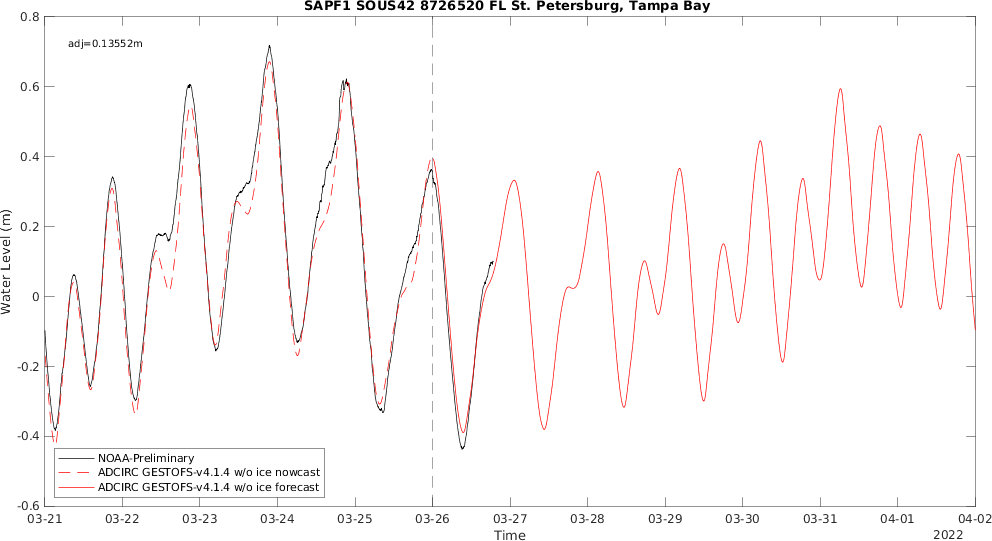 SAPF1 SOUS42 8726520 FL St. Petersburg, Tampa Bay
adj=0.13552m
Water Level (m)
0.8
0.6
0.4
0.2
0
-0.2
-0.4
-0.6
NOAA-Preliminary
ADCIRC GESTOFS-v4.1.4 w/o ice nowcast
ADCIRC GESTOFS-v4.1.4 w/o ice forecast
03-21 03-22 03-23 03-24 03-25 03-26 03-27 03-28 03-29 03-30 03-31 04-01 04-02
Time
2022